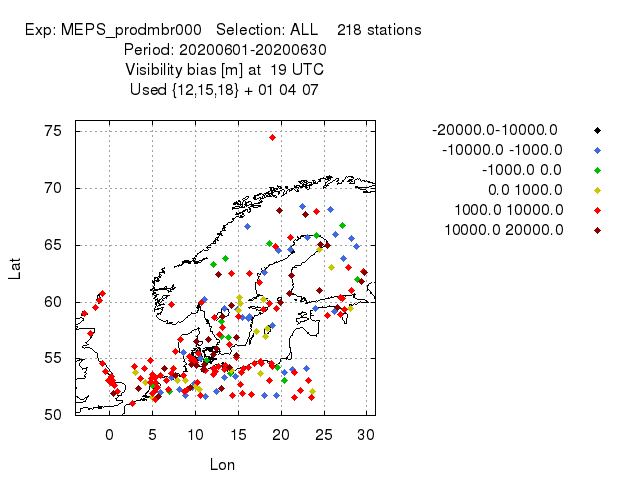 Exp: MEPS_prodmbr000 Selection: ALL 218 stations
Period: 20200601-20200630
Visibility bias [m] at 19 UTC
Used {12,15,18} + 01 04 07
-20000.0-10000.0
-10000.0 -1000.0
-1000.0 0.0
0.0 1000.0
1000.0 10000.0
10000.0 20000.0
75
70
65
60
55
50
Lat
0 5 10 15 20 25 30
Lon